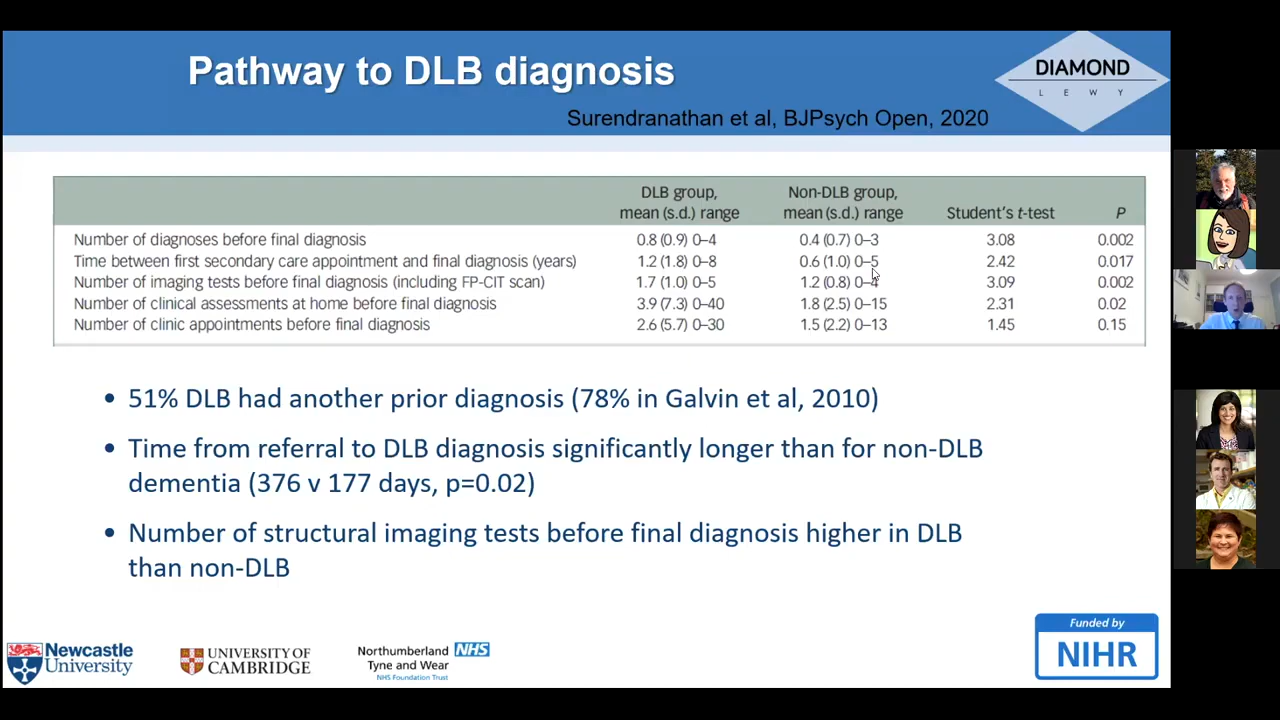 Pathway to DLB diagnosis
DIAMOND
LEWY
Surendranathan et al, BJPsych Open, 2020
DLB group, Non-DLB group,
mean (s.d.) range mean (s.d.) range Student's t-test P
Number of diagnoses before final diagnosis 0.8 (0.9) 0–4 0.4 (0.7) 0–3 3.08 0.002
Time between first secondary care appointment and final diagnosis (years) 1.2 (1.8) 0–8 0.6 (1.0) 0–5 2.42 0.017
Number of imaging tests before final diagnosis (including FP-CIT scan) 1.7 (1.0) 0–5 1.2 (0.8) 0–4 3.09 0.002
Number of clinical assessments at home before final diagnosis 3.9 (7.3) 0–40 1.8 (2.5) 0–15 2.31 0.02
Number of clinic appointments before final diagnosis 2.6 (5.7) 0–30 1.5 (2.2) 0–13 1.45 0.15
• 51% DLB had another prior diagnosis (78% in Galvin et al, 2010)
• Time from referral to DLB diagnosis significantly longer than for non-DLB
dementia (376 v 177 days, p=0.02)
• Number of structural imaging tests before final diagnosis higher in DLB
than non-DLB
Newcastle
University
UNIVERSITY OF
CAMBRIDGE
Northumberland NHS
Tyne and Wear
NHS Foundation Trust
Funded by
NIHR